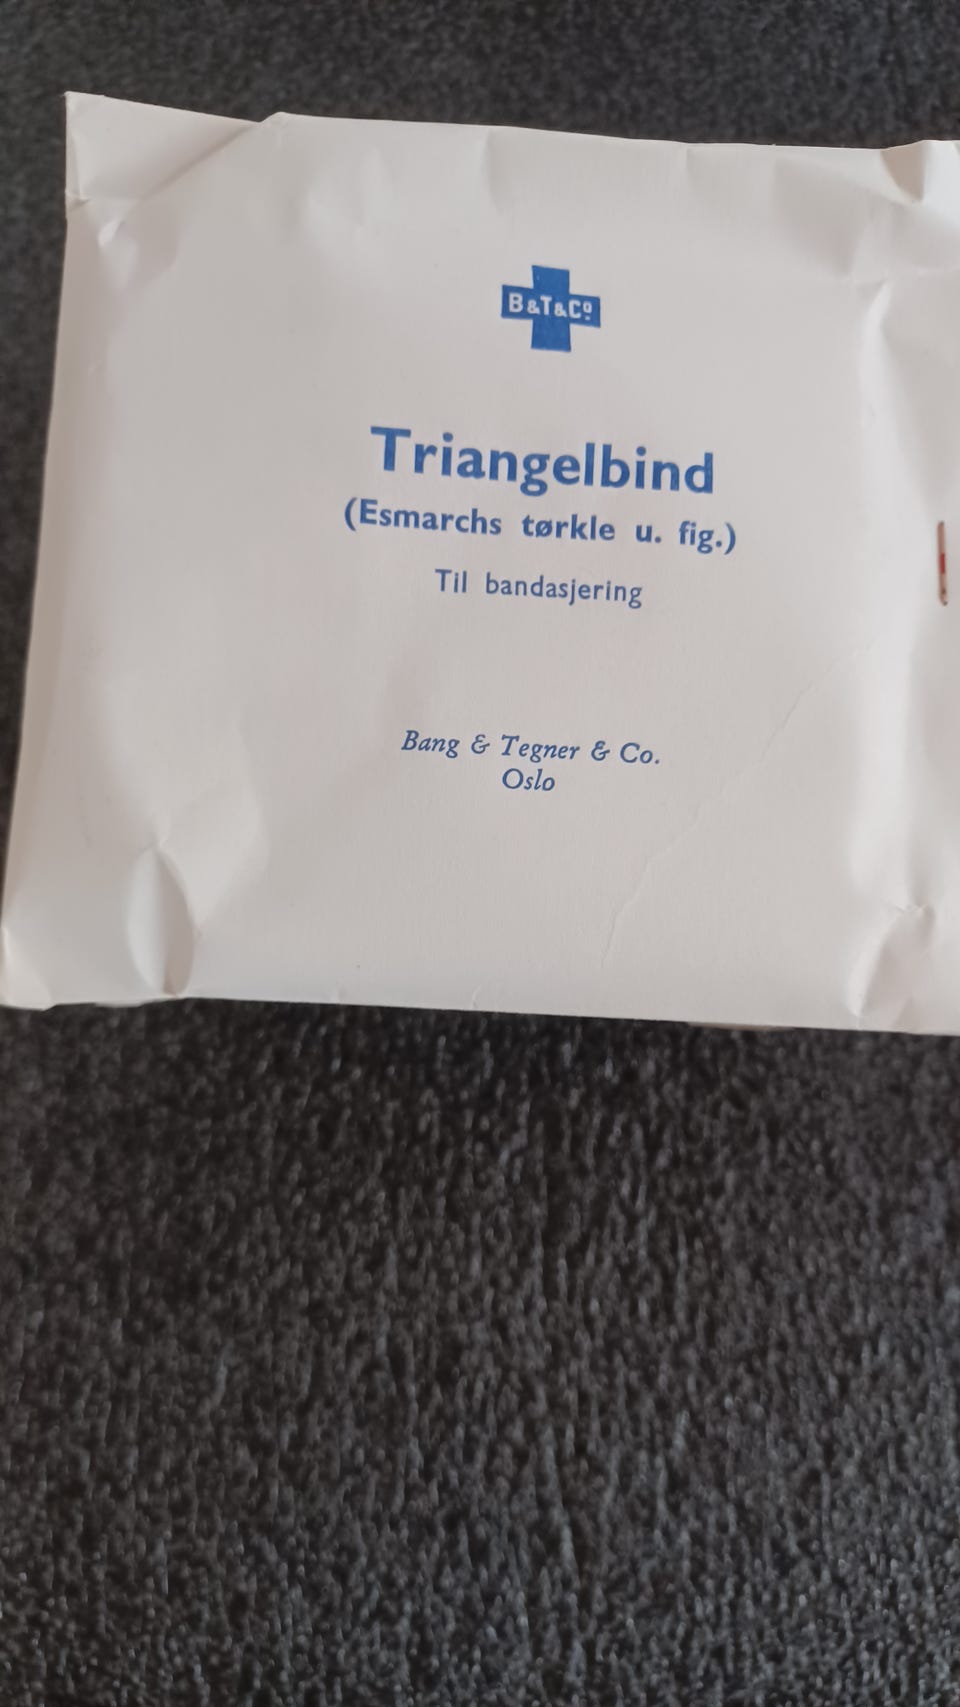 B&T&Cº
Triangelbind
(Esmarchs tørkle u. fig.)
Til bandasjering
Bang & Tegner & Co.
Oslo